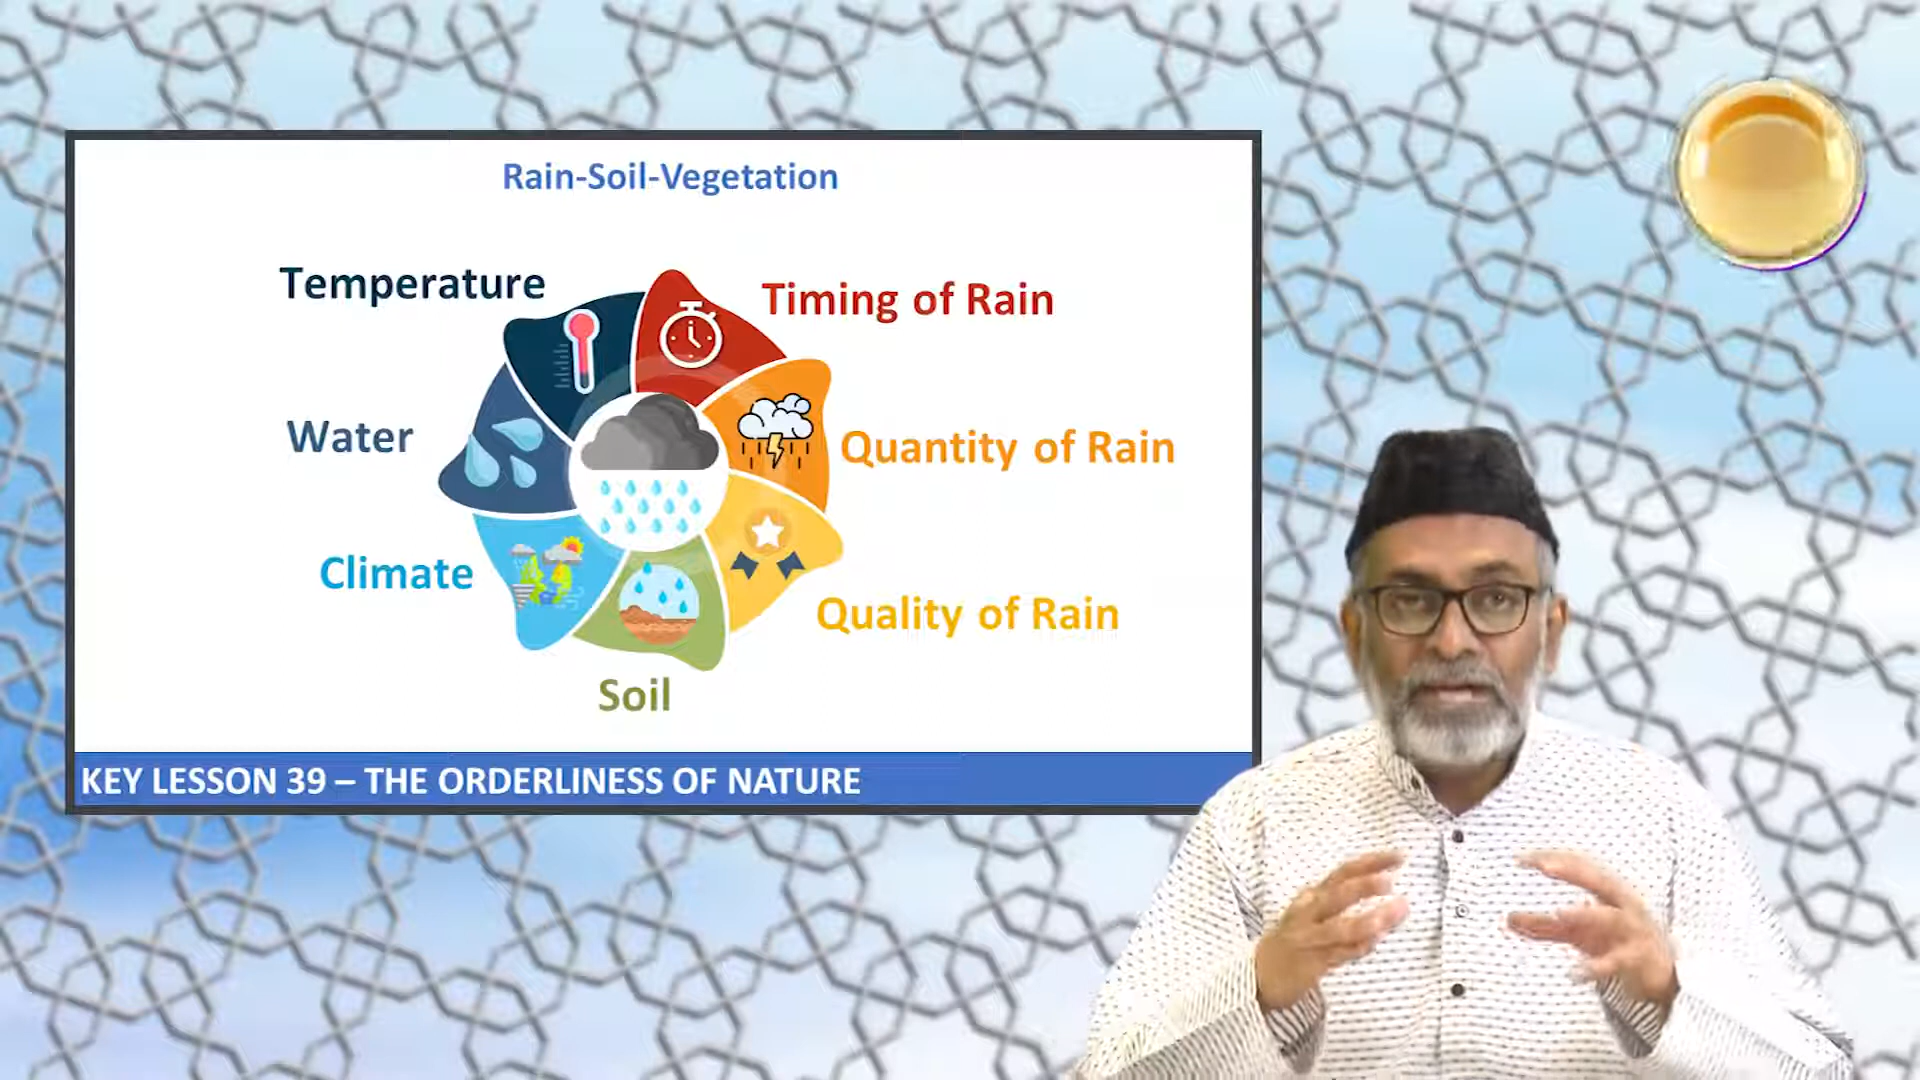 Rain-Soil-Vegetation
Temperature
Timing of Rain
Water
Quantity of Rain
Climate
Quality of Rain
Soil
KEY LESSON 39 – THE ORDERLINESS OF NATURE